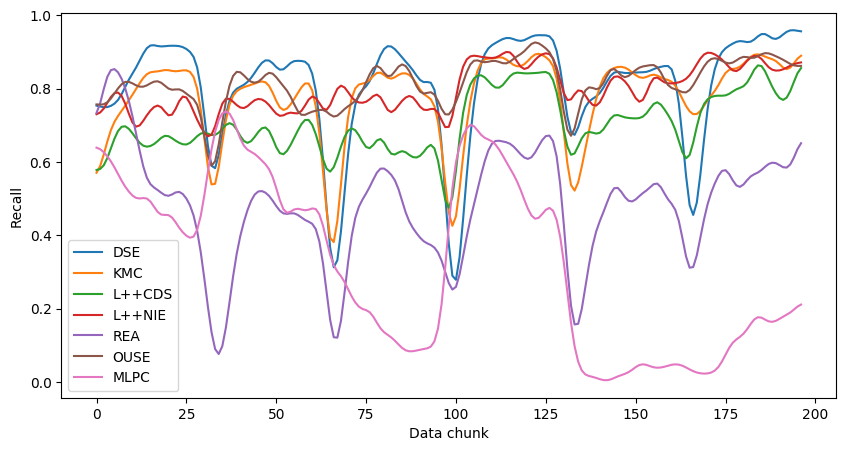 1.0
0.8
0.6
0.4
0.2
0.0
Recall
DSE
KMC
L++CDS
L++NIE
REA
OUSE
MLPC
0 25 50 75 100 125 150 175 200
Data chunk